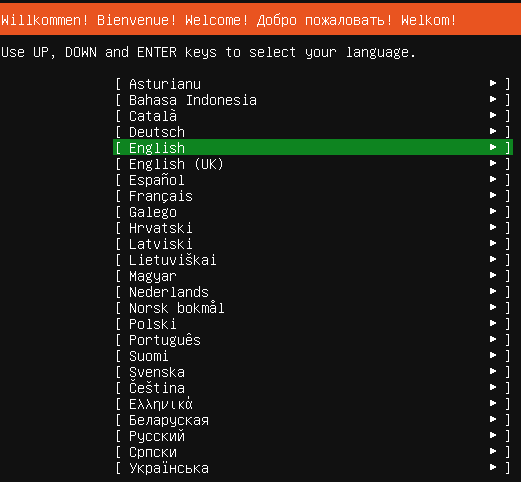 Willkommen! Bienvenue! Welcome! Добро пожаловать! Welkom!
Use UP, DOWN and ENTER keys to select your language.
[ Asturianu ► ]
[ Bahasa Indonesia ► ]
[ Català ► ]
[ Deutsch ► ]
[ English ► ]
[ English (UK) ► ]
[ Español ► ]
[ Français ► ]
[ Galego ► ]
[ Hrvatski ► ]
[ Latviski ► ]
[ Lietuviškai ► ]
[ Magyar ► ]
[ Nederlands ► ]
[ Norsk bokmål ► ]
[ Polski ► ]
[ Português ► ]
[ Suomi ► ]
[ Svenska ► ]
[ Čeština ► ]
[ Ελληνικά ► ]
[ Беларуская ► ]
[ Русский ► ]
[ Српски ► ]
[ Українська ► ]